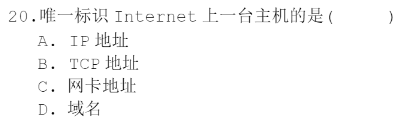 20.唯一标识 Internet 上一台主机的是(    )
A. IP 地址
B. TCP 地址
C. 网卡地址
D. 域名